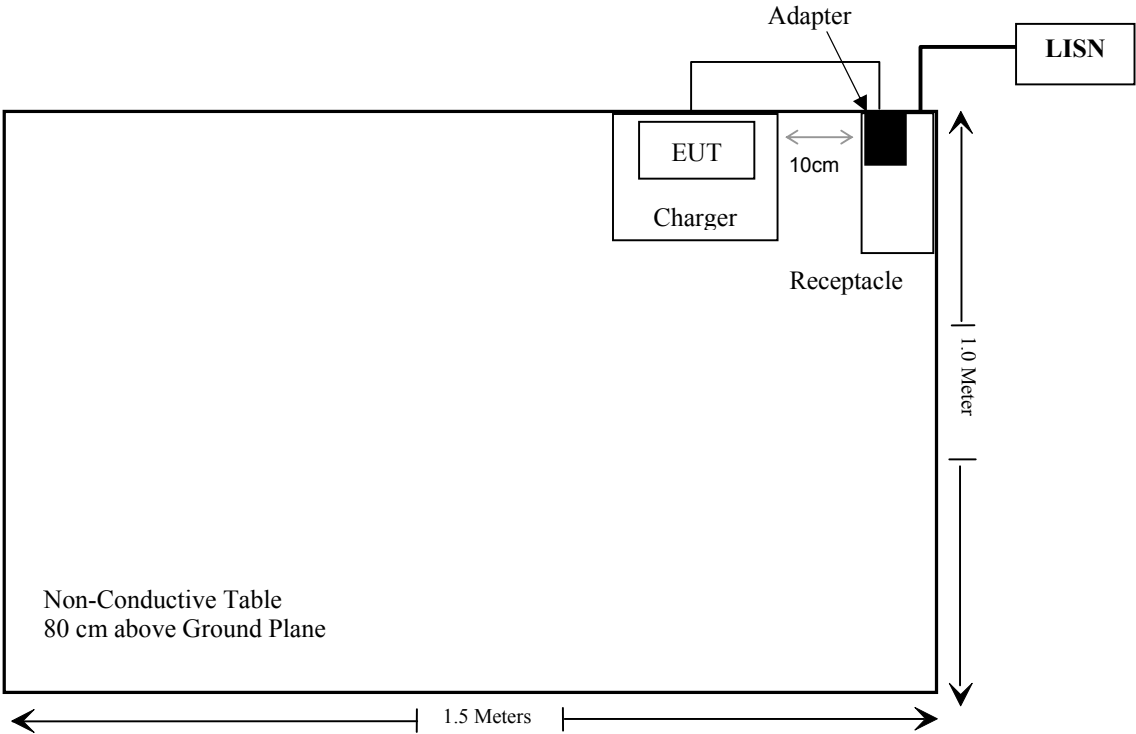 Adapter
LISN
EUT
10cm
Charger
Receptacle
1.0 Meter
Non-Conductive Table
80 cm above Ground Plane
1.5 Meters